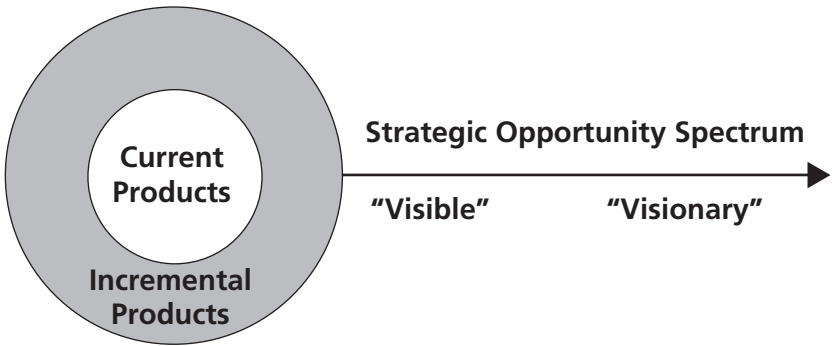 Current
Products
Incremental
Products
Strategic Opportunity Spectrum
“Visible”
“Visionary”